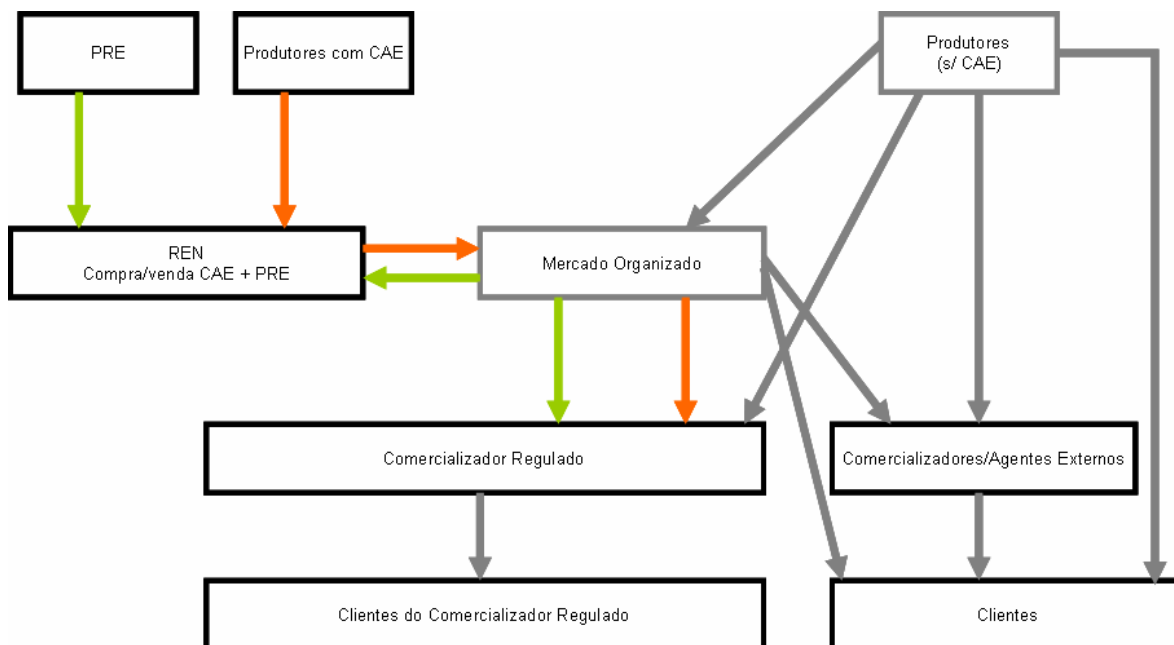 PRE
Produtores com CAE
Produtores
(s/ CAE)
REN
Compra/venda CAE + PRE
Mercado Organizado
Comercializador Regulado
Comercializadores/Agentes Externos
Clientes do Comercializador Regulado
Clientes